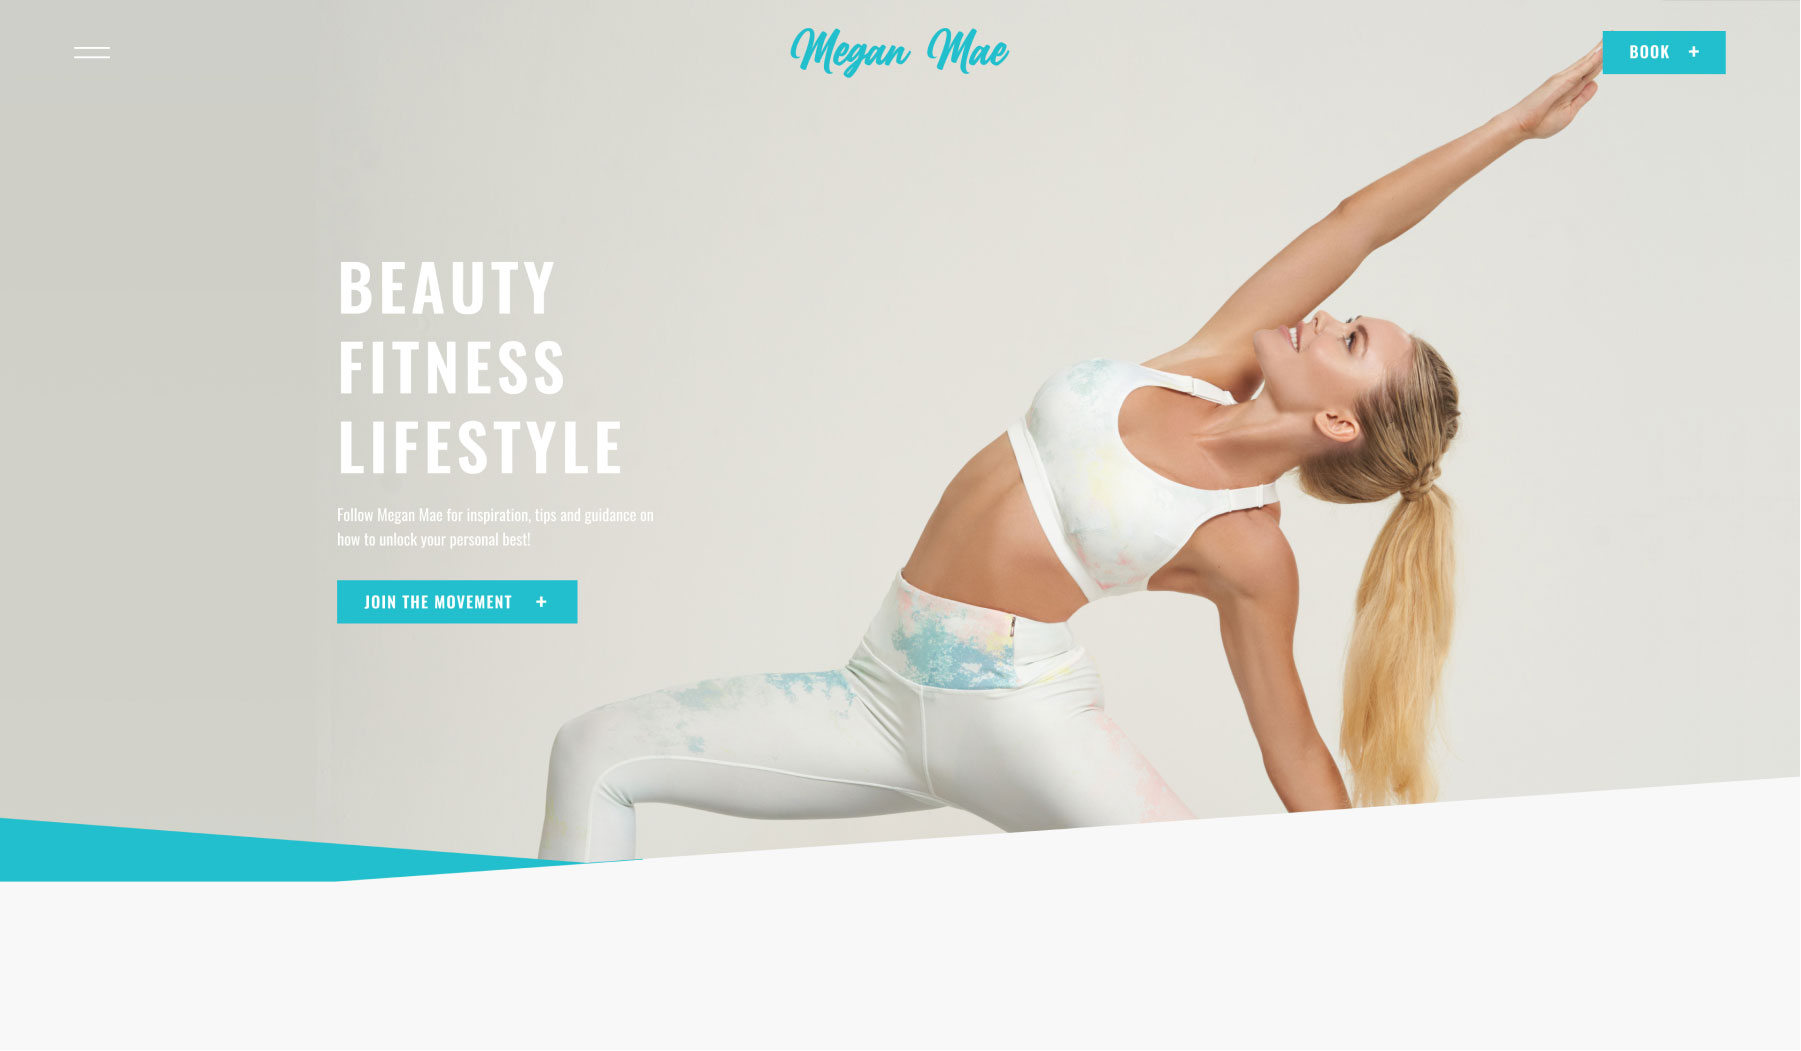 Megan Mae
BOOK +
BEAUTY
FITNESS
LIFESTYLE
Follow Megan Mae for inspiration, tips and guidance on
how to unlock your personal best!
JOIN THE MOVEMENT +